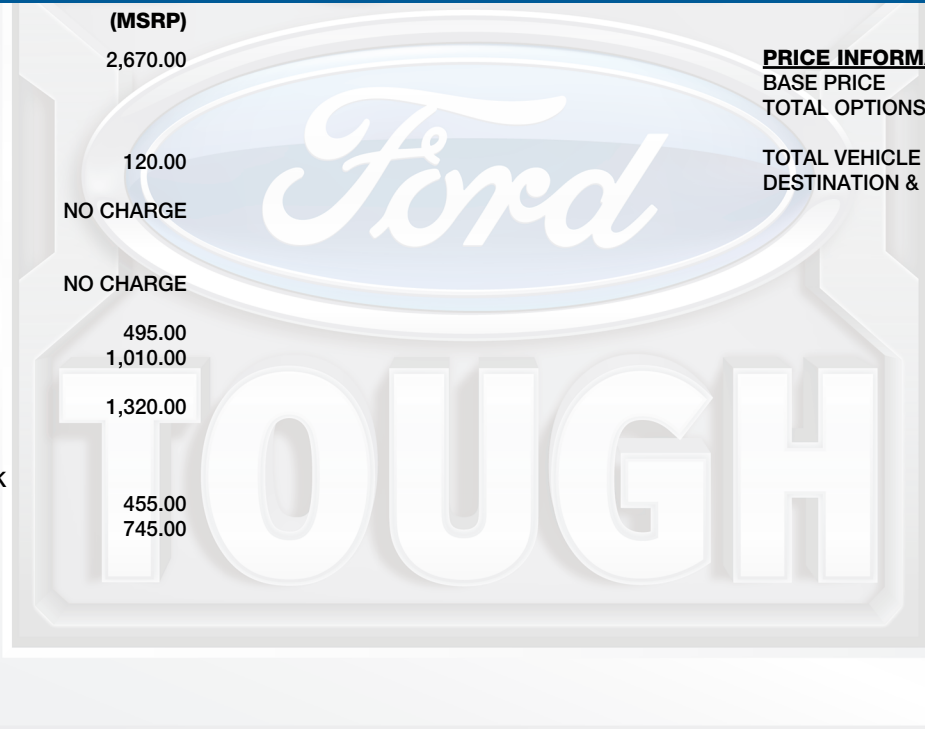 (MSRP)
2,670.00
120.00
NO CHARGE
NO CHARGE
495.00
1,010.00
1,320.00
K
455.00
745.00
PRICE INFORMA
BASE PRICE
TOTAL OPTIONS
TOTAL VEHICLE
DESTINATION &
Ford
TOUGH